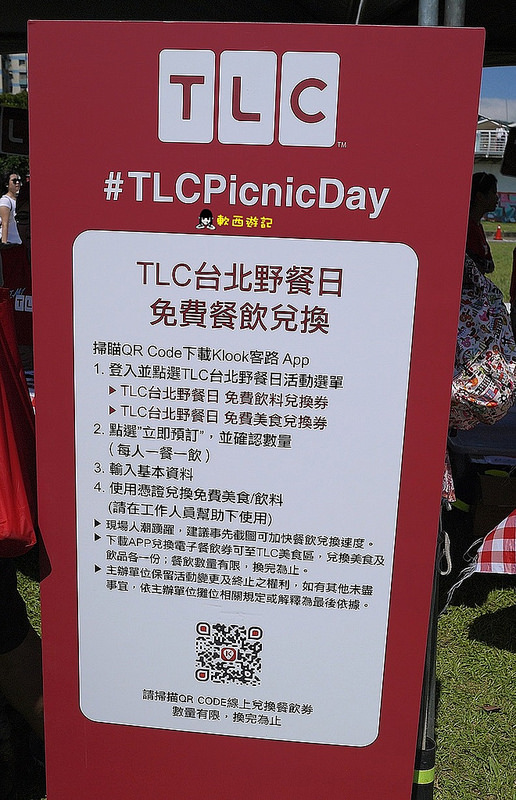 TLC
TM
#TLCPicnicDay
軟西遊記
TLC台北野餐日
免費餐飲兌換
掃瞄QR Code下載Klook客路 App
1. 登入並點選TLC台北野餐日活動選單
▶ TLC台北野餐日 免費飲料兌換券
▶ TLC台北野餐日 免費美食兌換券
2. 點選"立即預訂"，並確認數量
（每人一餐一飲）
3. 輸入基本資料
4. 使用憑證兌換免費美食/飲料
(請在工作人員幫助下使用)
▶ 現場人潮踴躍，建議事先截圖可加快餐飲兌換速度。
▶ 下載APP兌換電子餐飲券可至TLC美食區，兌換美食及
飲品各一份；餐飲數量有限，換完為止。
▶ 主辦單位保留活動變更及終止之權利，如有其他未盡
事宜，依主辦單位攤位相關規定或解釋為最後依據。
請掃描QR CODE線上兌換餐飲券
數量有限，換完為止
TLC